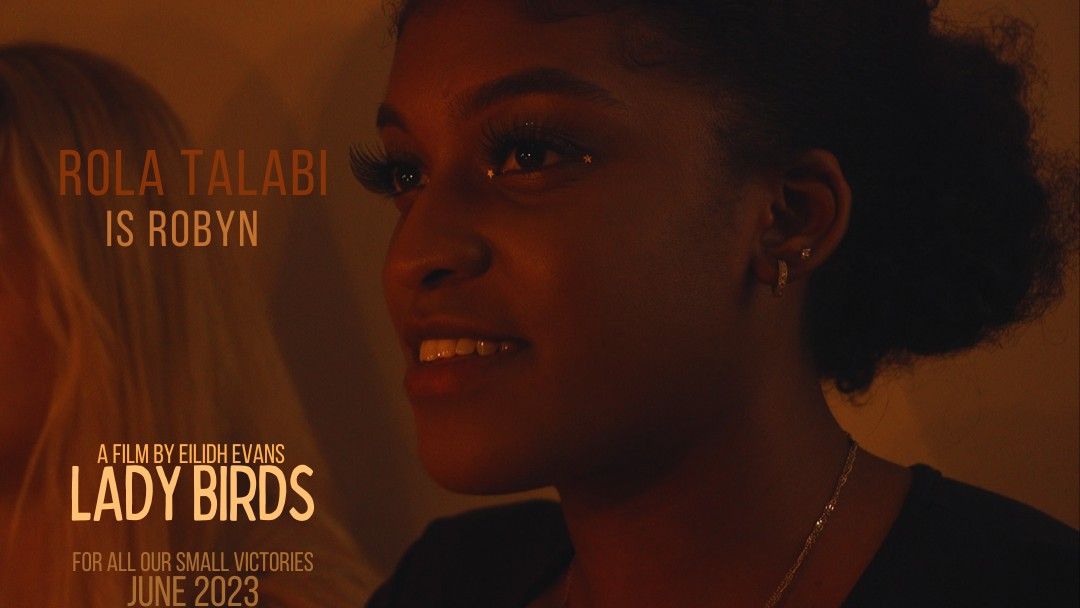 ROLA TALABI
IS ROBYN
A FILM BY EILIDH EVANS
LADY BIRDS
FOR ALL OUR SMALL VICTORIES
JUNE 2023